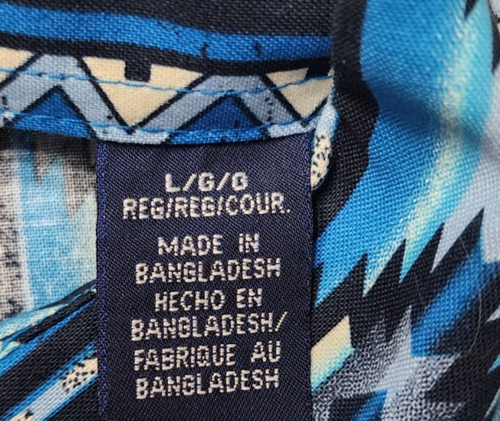 L/G/G
REG/REG/COUR.
MADE IN
BANGLADESH
HECHO EN
BANGLADESH/
FABRIQUE AU
BANGLADESH